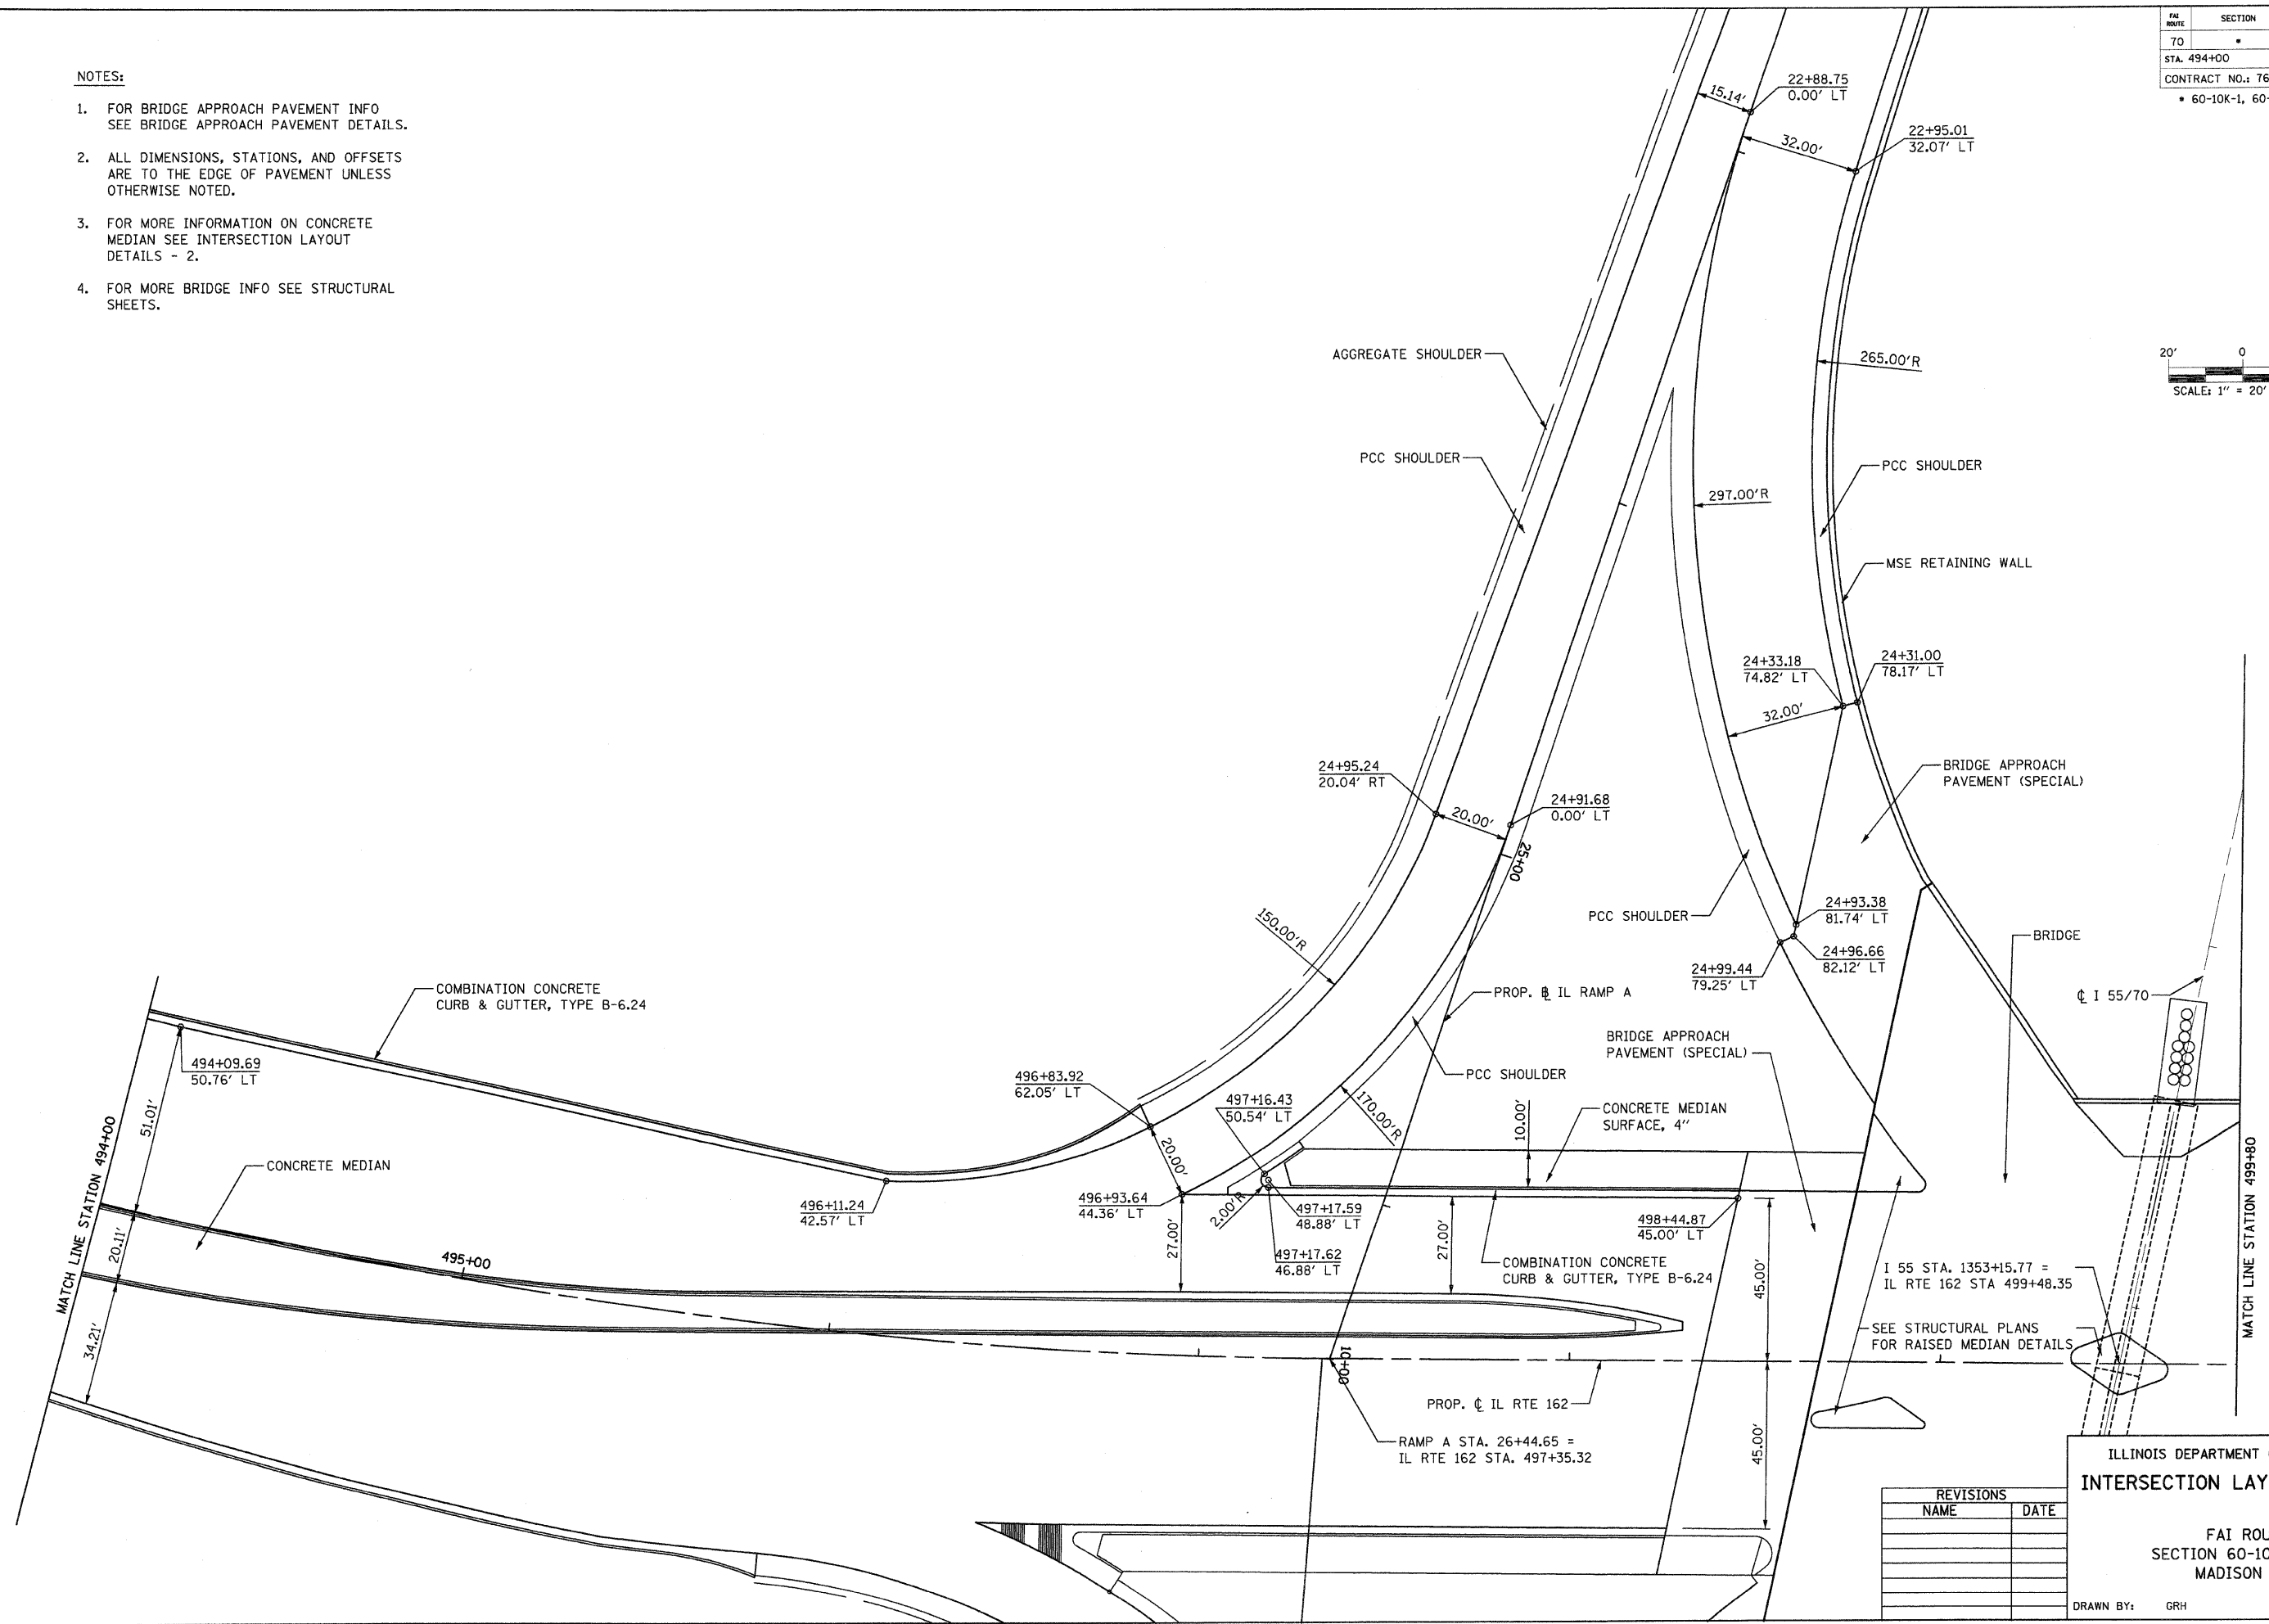 FAI ROUTE
SECTION
70
*
STA. 494+00
CONTRACT NO.: 76
* 60-10K-1, 60-
NOTES:
1. FOR BRIDGE APPROACH PAVEMENT INFO
SEE BRIDGE APPROACH PAVEMENT DETAILS.
2. ALL DIMENSIONS, STATIONS, AND OFFSETS
ARE TO THE EDGE OF PAVEMENT UNLESS
OTHERWISE NOTED.
3. FOR MORE INFORMATION ON CONCRETE
MEDIAN SEE INTERSECTION LAYOUT
DETAILS - 2.
4. FOR MORE BRIDGE INFO SEE STRUCTURAL
SHEETS.
15.14'
22+88.75
0.00' LT
32.00'
22+95.01
32.07' LT
20'
0
SCALE: 1" = 20'
AGGREGATE SHOULDER
265.00'R
PCC SHOULDER
PCC SHOULDER
297.00'R
MSE RETAINING WALL
24+33.18
74.82' LT
24+31.00
78.17' LT
32.00'
24+95.24
20.04' RT
20.00'
24+91.68
0.00' LT
25+00
BRIDGE APPROACH
PAVEMENT (SPECIAL)
150.00'R
PCC SHOULDER
24+93.38
81.74' LT
24+96.66
82.12' LT
24+99.44
79.25' LT
BRIDGE
COMBINATION CONCRETE
CURB & GUTTER, TYPE B-6.24
PROP. B IL RAMP A
℄ I 55/70
BRIDGE APPROACH
PAVEMENT (SPECIAL)
494+09.69
50.76' LT
51.01'
496+83.92
62.05' LT
PCC SHOULDER
497+16.43
50.54' LT
170.00'R
10.00'
CONCRETE MEDIAN
SURFACE, 4"
MATCH LINE STATION 494+00
CONCRETE MEDIAN
20.00'
496+11.24
42.57' LT
496+93.64
44.36' LT
2.00'R
497+17.59
48.88' LT
498+44.87
45.00' LT
MATCH LINE STATION 499+80
20.11'
495+00
27.00'
497+17.62
46.88' LT
27.00'
COMBINATION CONCRETE
CURB & GUTTER, TYPE B-6.24
45.00'
I 55 STA. 1353+15.77 =
IL RTE 162 STA 499+48.35
34.21'
SEE STRUCTURAL PLANS
FOR RAISED MEDIAN DETAILS
10+00
PROP. ℄ IL RTE 162
RAMP A STA. 26+44.65 =
IL RTE 162 STA. 497+35.32
45.00'
ILLINOIS DEPARTMENT
INTERSECTION LAY
REVISIONS
NAME
DATE
FAI ROU
SECTION 60-10
MADISON
DRAWN BY: GRH